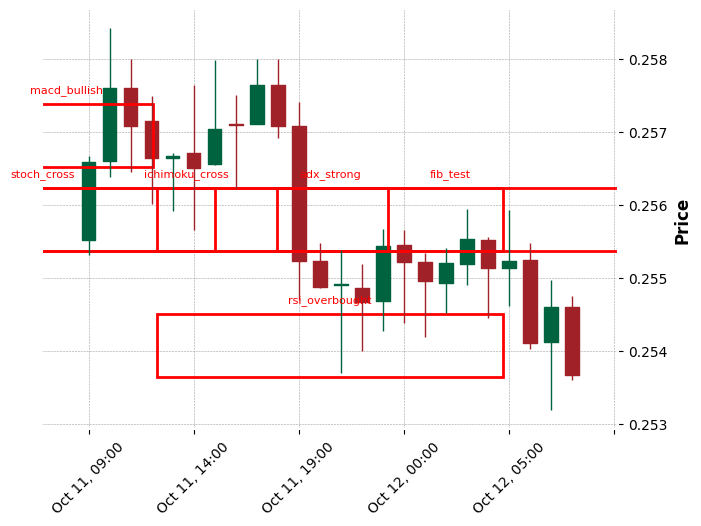 0.258
macd_bullish
0.257
stoch_cross
ichimoku_cross
adx_strong
fib_test
0.256
Price
0.255
rsi_overbought
0.254
0.253
Oct 11, 09:00
Oct 11, 14:00
Oct 11, 19:00
Oct 12, 00:00
Oct 12, 05:00